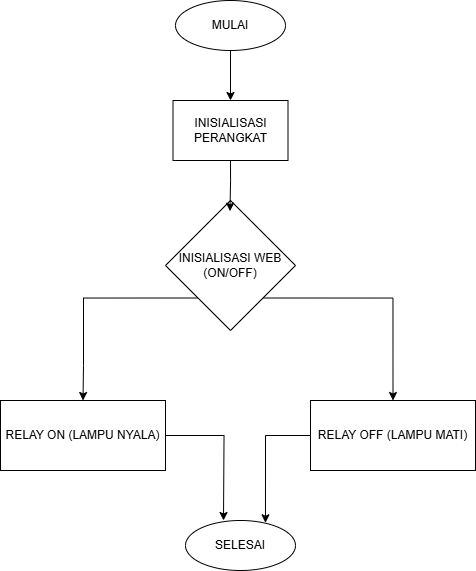 MULAI
INISIALISASI
PERANGKAT
INISIALISASI WEB
(ON/OFF)
RELAY ON (LAMPU NYALA)
RELAY OFF (LAMPU MATI)
SELESAI